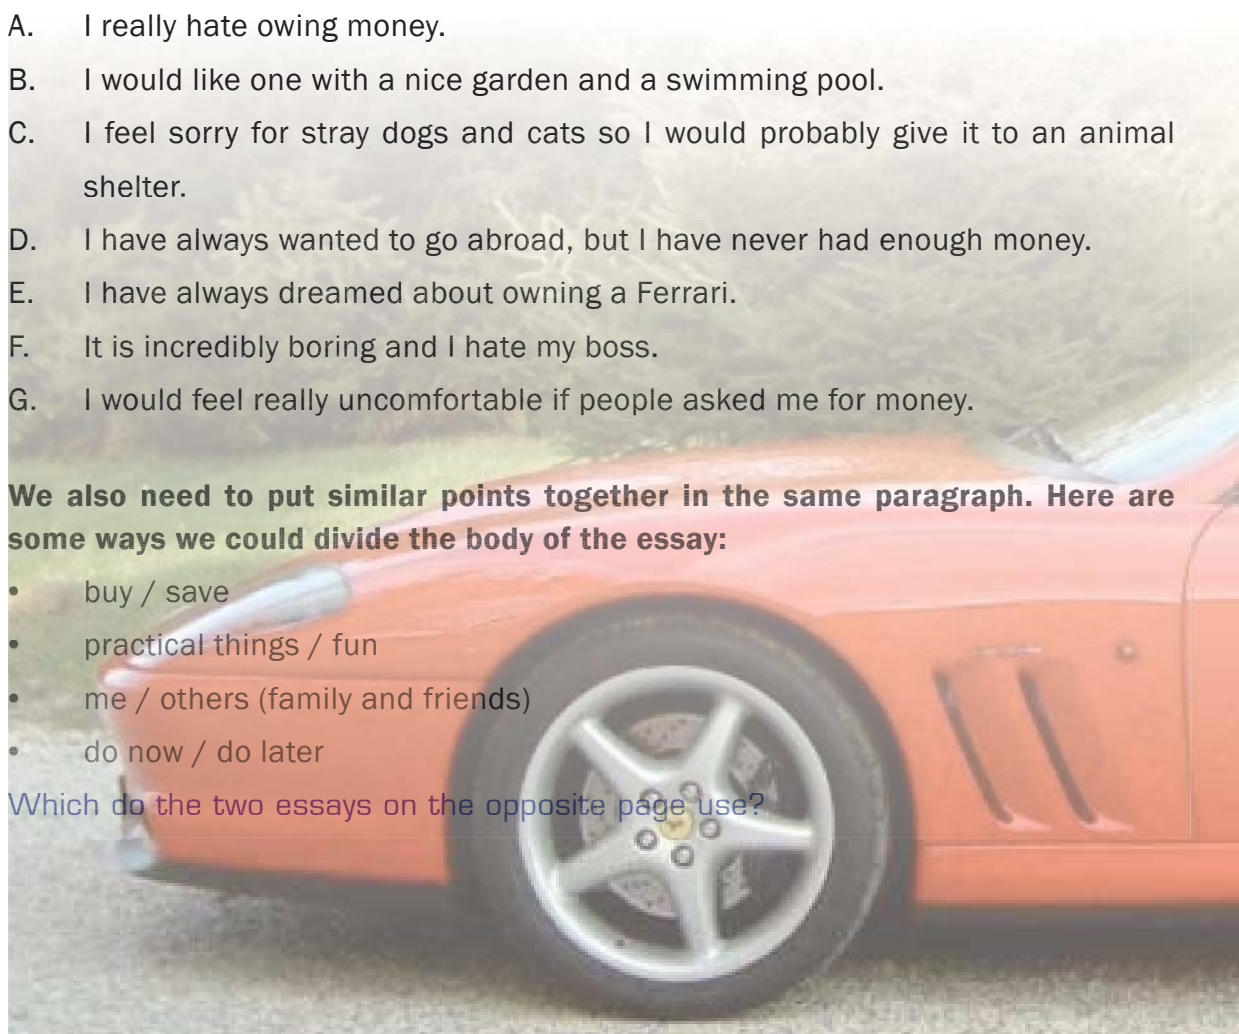 A. I really hate owing money.
B. I would like one with a nice garden and a swimming pool.
C. I feel sorry for stray dogs and cats so I would probably give it to an animal
shelter.
D. I have always wanted to go abroad, but I have never had enough money.
E. I have always dreamed about owning a Ferrari.
F. It is incredibly boring and I hate my boss.
G. I would feel really uncomfortable if people asked me for money.
We also need to put similar points together in the same paragraph. Here are
some ways we could divide the body of the essay:
• buy / save
• practical things / fun
• me / others (family and friends)
• do now / do later
Which do the two essays on the opposite page use?